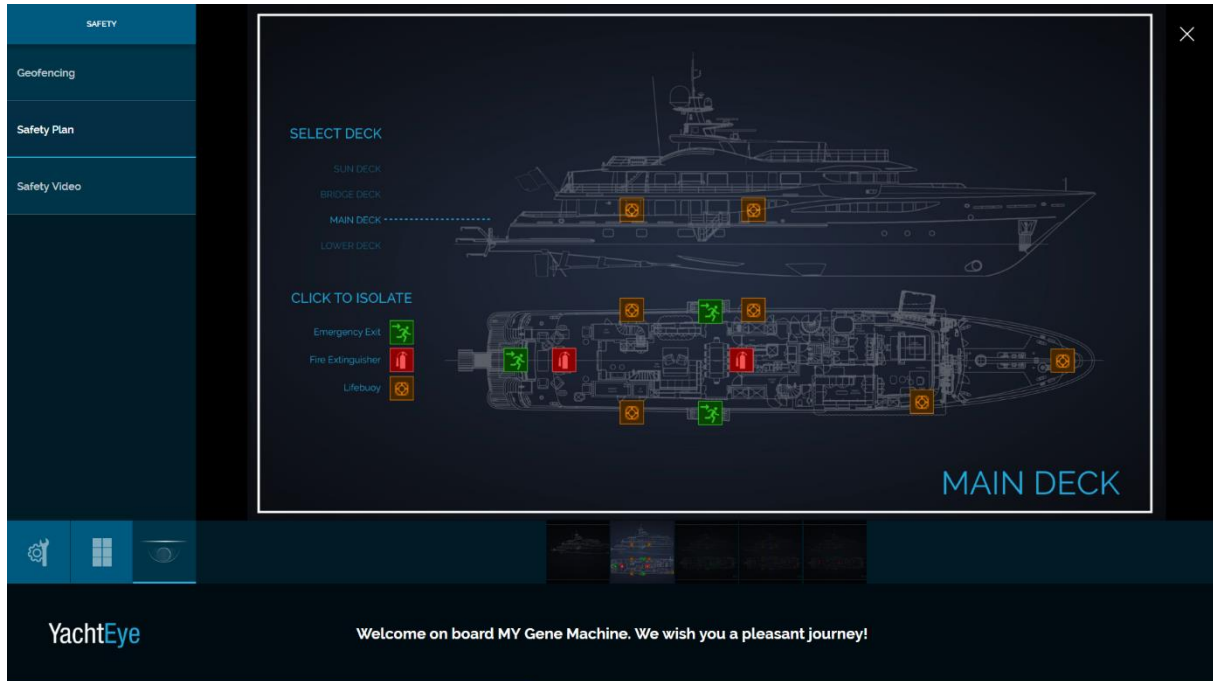 SAFETY
Geofencing
Safety Plan
Safety Video
SELECT DECK
SUN DECK
BRIDGE DECK
MAIN DECK
LOWER DECK
CLICK TO ISOLATE
Emergency Exit
Fire Extinguisher
Lifebuoy
MAIN DECK
YachtEye
Welcome on board MY Gene Machine. We wish you a pleasant journey!